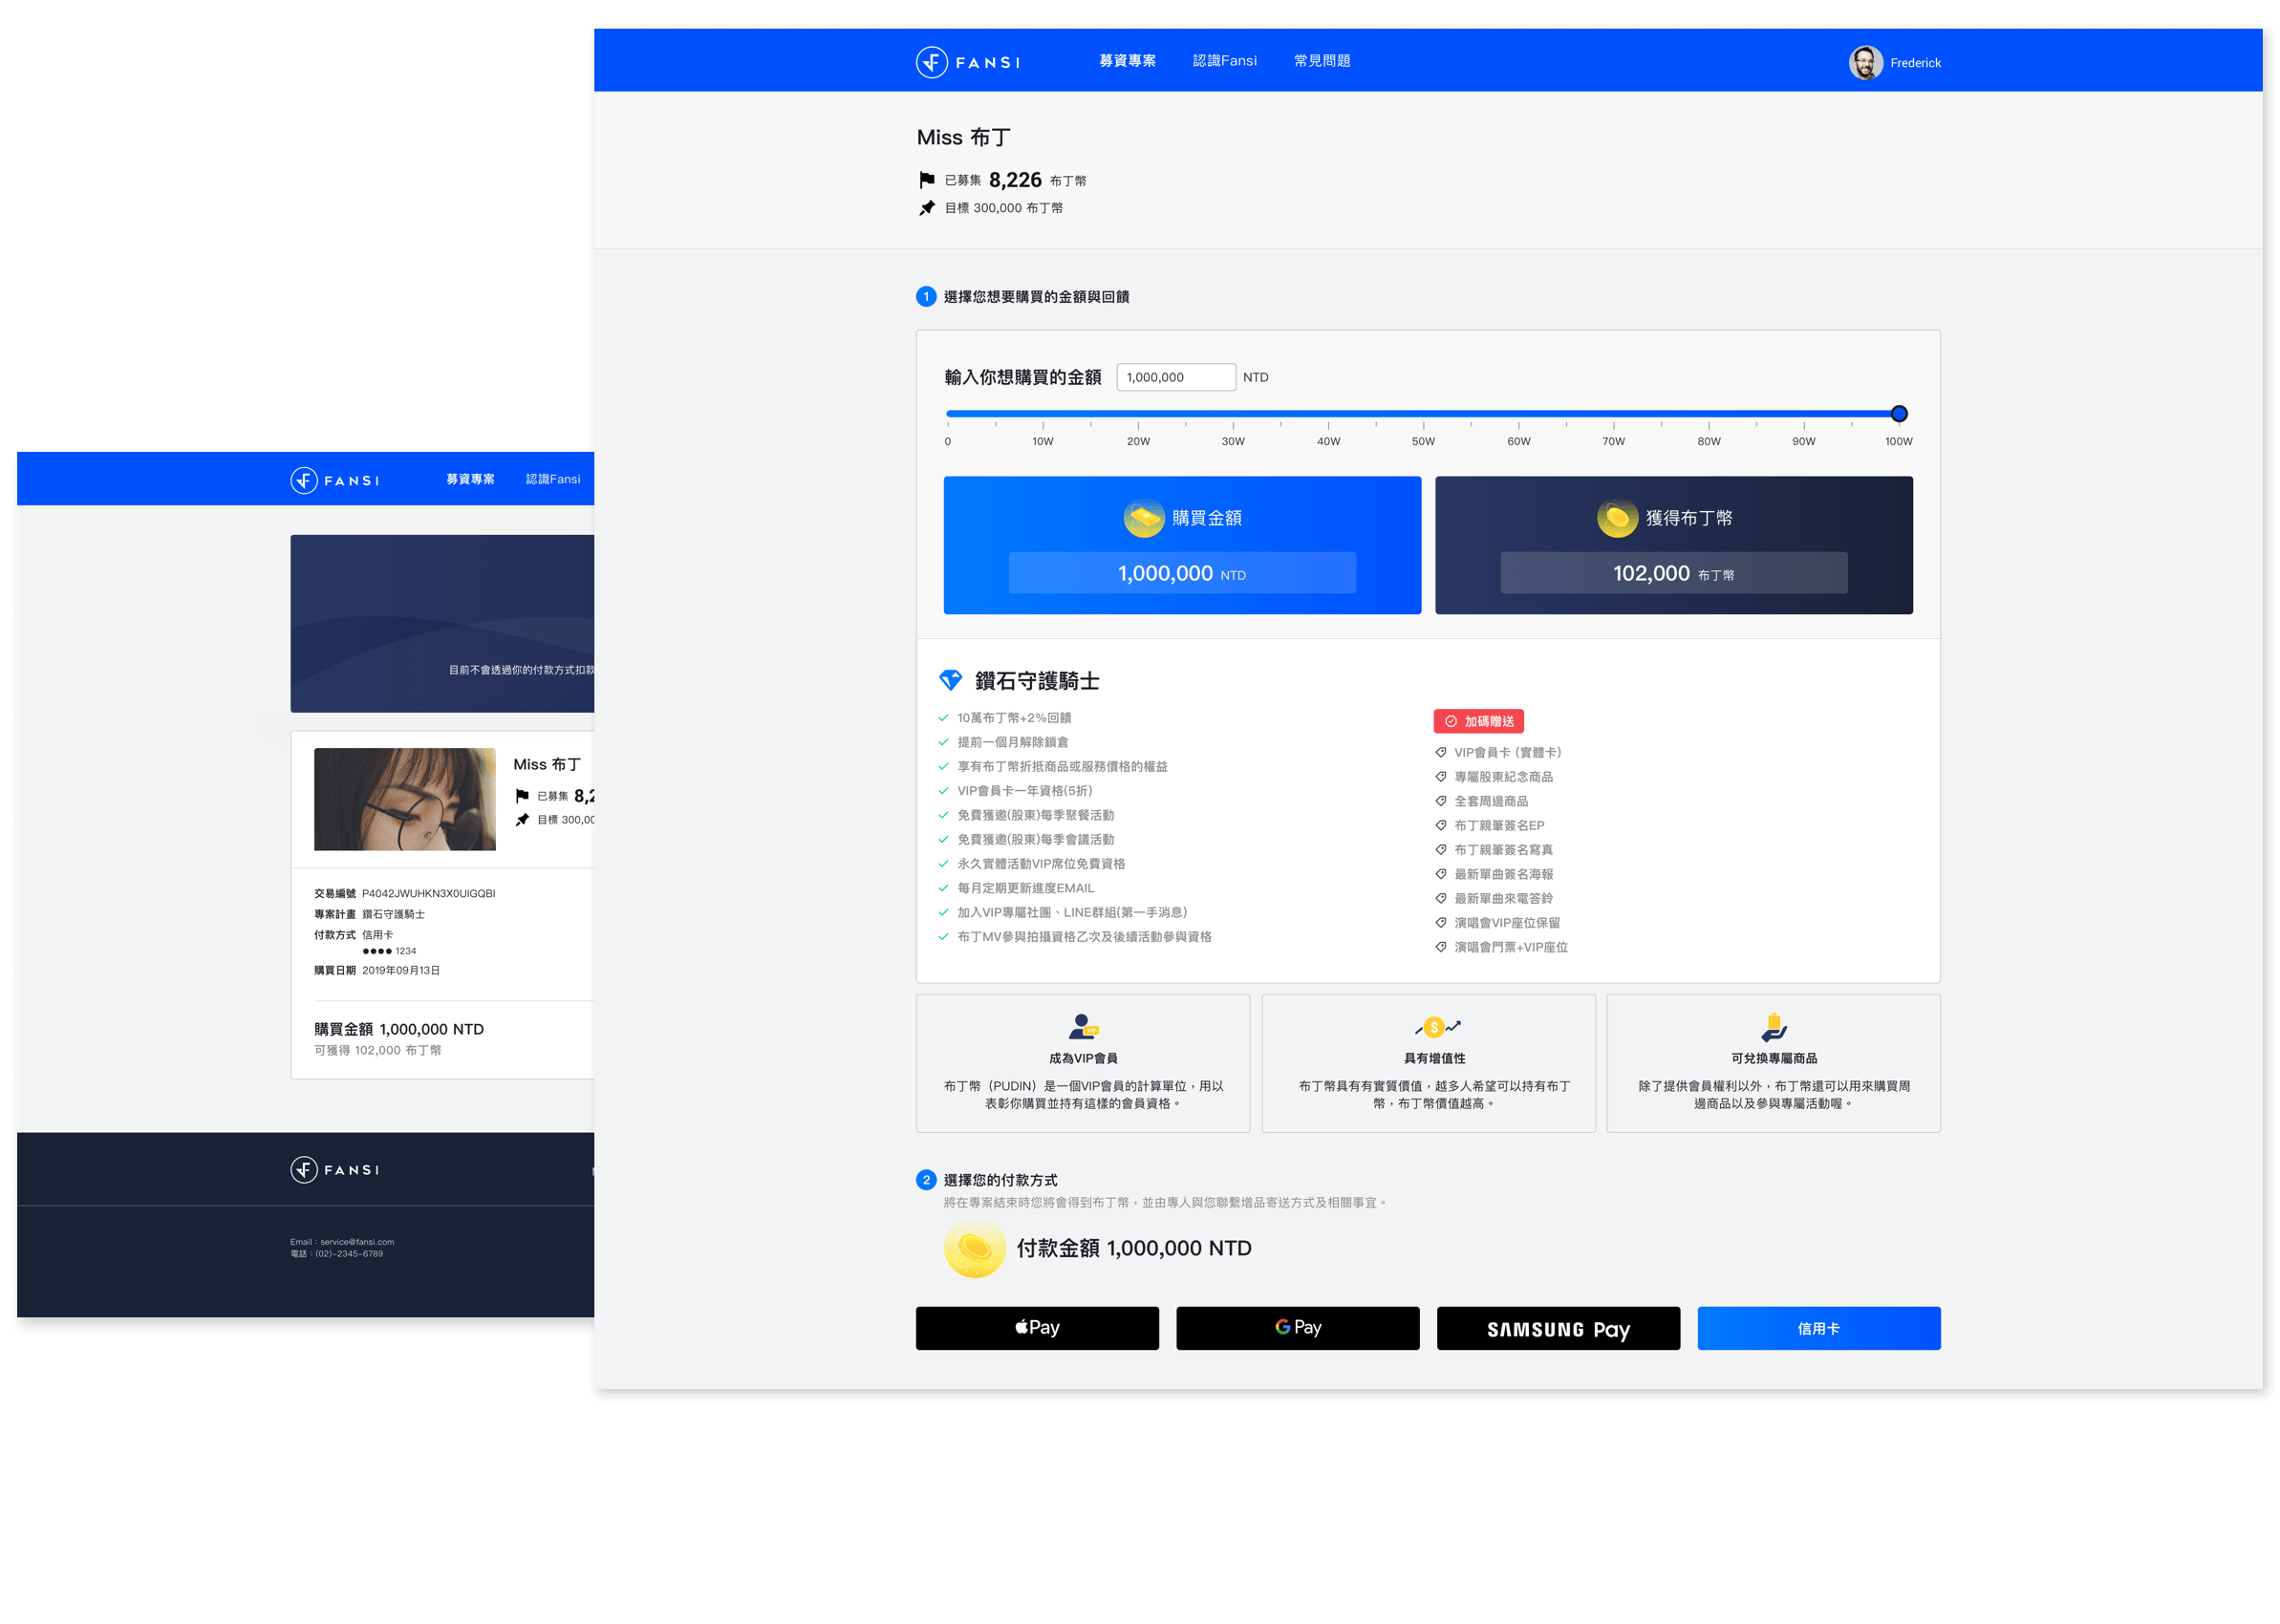 FANSI
募資專案
認識Fansi
常見問題
Frederick
Miss 布丁
已募集 8,226 布丁幣
目標 300,000 布丁幣
1 選擇您想要購買的金額與回饋
輸入你想購買的金額 1,000,000 NTD
0 10W 20W 30W 40W 50W 60W 70W 80W 90W 100W
購買金額
1,000,000 NTD
獲得布丁幣
102,000 布丁幣
鑽石守護騎士
10萬布丁幣+2%回饋
提前一個月解除鎖倉
享有布丁幣折抵商品或服務價格的權益
VIP會員卡一年資格(5折)
免費獲邀(股東)每季聚餐活動
免費獲邀(股東)每季會議活動
永久實體活動VIP席位免費資格
每月定期更新進度EMAIL
加入VIP專屬社團、LINE群組(第一手消息)
布丁MV參與拍攝資格乙次及後續活動參與資格
加碼贈送
VIP會員卡 (實體卡)
專屬股東紀念商品
全套周邊商品
布丁親筆簽名EP
布丁親筆簽名寫真
最新單曲簽名海報
最新單曲來電答鈴
演唱會VIP座位保留
演唱會門票+VIP座位
成為VIP會員
布丁幣（PUDIN）是一個VIP會員的計算單位，用以
表彰你購買並持有這樣的會員資格。
具有增值性
布丁幣具有有實質價值，越多人希望可以持有布丁
幣，布丁幣價值越高。
可兌換專屬商品
除了提供會員權利以外，布丁幣還可以用來購買周
邊商品以及參與專屬活動喔。
2 選擇您的付款方式
將在專案結束時您將會得到布丁幣，並由專人與您聯繫增品寄送方式及相關事宜。
付款金額 1,000,000 NTD
Pay
G Pay
SAMSUNG Pay
信用卡
FANSI
募資專案
認識Fansi
目前不會透過你的付款方式扣款
Miss 布丁
已募集 8,2
目標 300,00
交易編號 P4042JWUHKN3X0UIGQBI
專案計畫 鑽石守護騎士
付款方式 信用卡
●●●● 1234
購買日期 2019年09月13日
購買金額 1,000,000 NTD
可獲得 102,000 布丁幣
FANSI
Email：service@fansi.com
電話：(02)-2345-6789